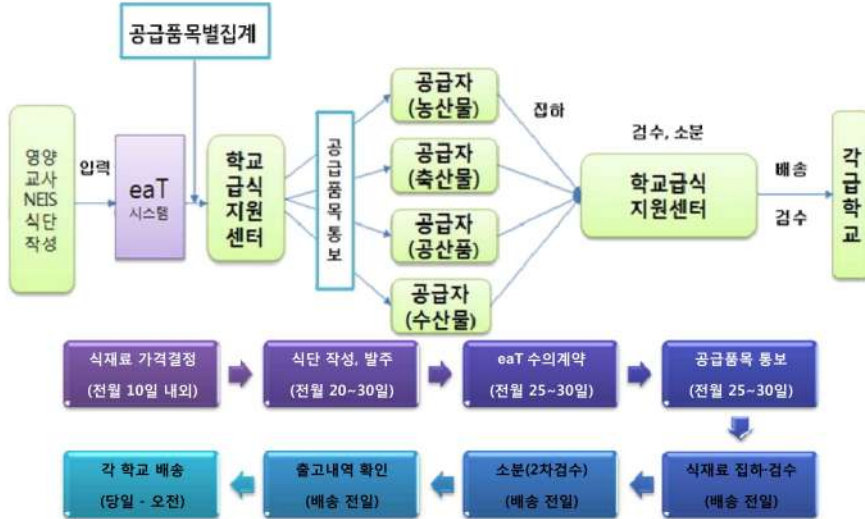 공급품목별집계
영양
교사
NEIS
식단
작성
입력
eaT
시스템
학교
급식
지원
센터
공급품목통보
공급자
(농산물)
공급자
(축산물)
공급자
(공산품)
공급자
(수산물)
집하
검수, 소분
학교급식
지원센터
배송
검수
각급학교
식재료 가격결정
(전월 10일 내외)
식단 작성, 발주
(전월 20~30일)
eaT 수의계약
(전월 25~30일)
공급품목 통보
(전월 25~30일)
각 학교 배송
(당일 - 오전)
출고내역 확인
(배송 전일)
소분(2차검수)
(배송 전일)
식재료 집하·검수
(배송 전일)